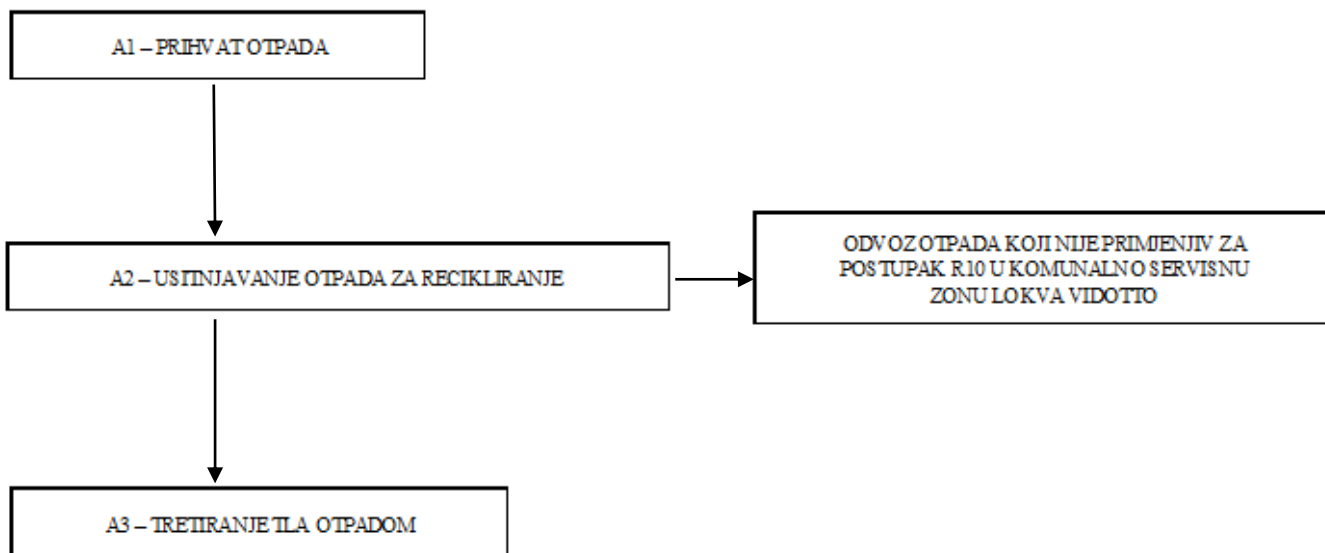 A1 – PRIHVAT OTPADA
A2 – USITNJAVANJE OTPADA ZA RECIKLIRANJE
ODVOZ OTPADA KOJI NIJE PRIMJENJIV ZA
POSTUPAK R10 U KOMUNALNO SERVISNU
ZONU LOKVA VIDOTTO
A3 – TRETIRANJE TLA OTPADOM